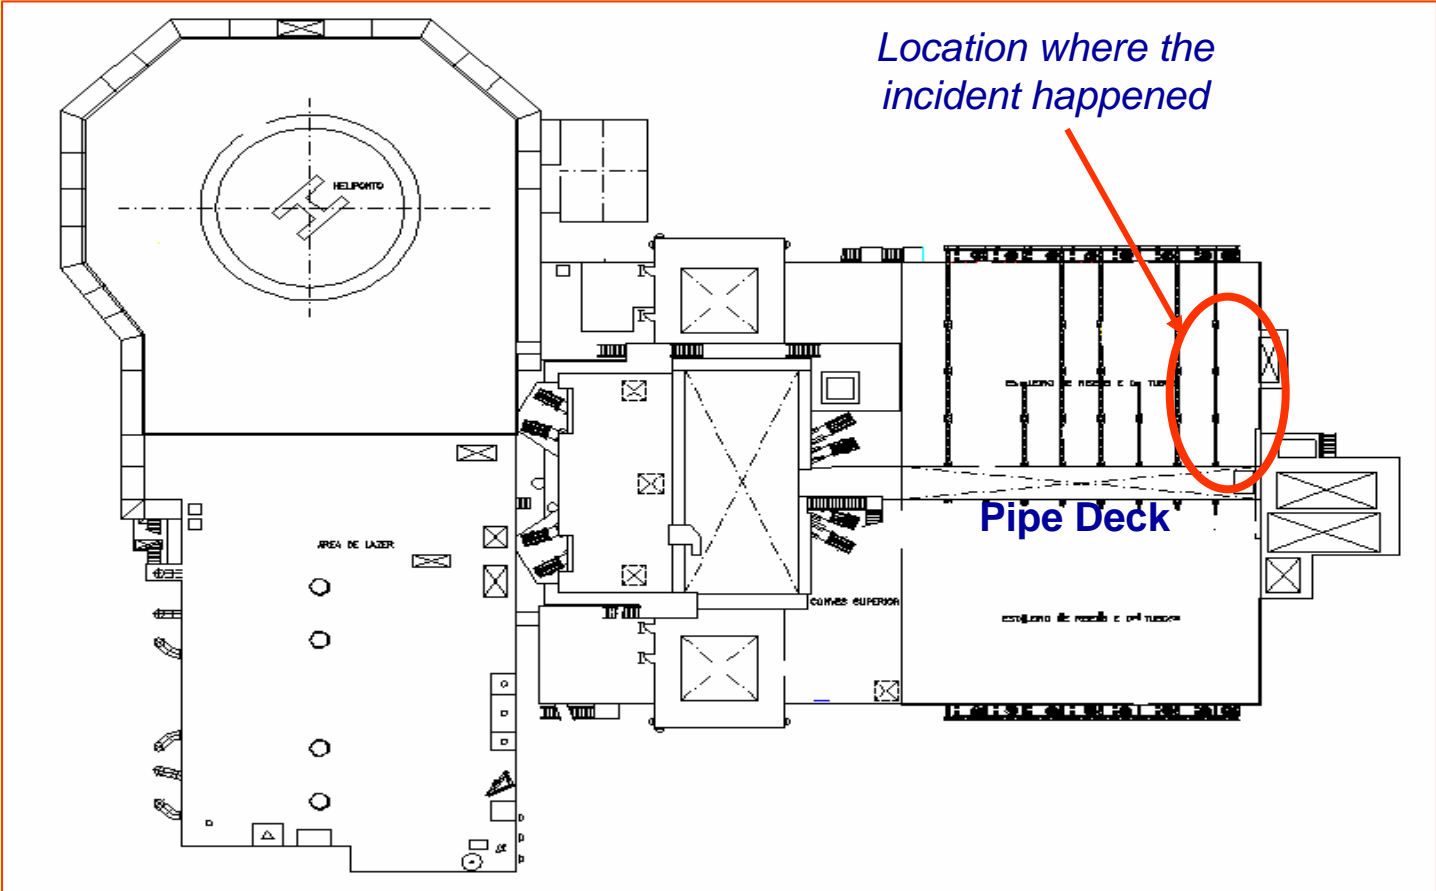 Location where the
incident happened
HELIPONTO
Pipe Deck
AREA DE LAZER
CONVES SUPERIOR